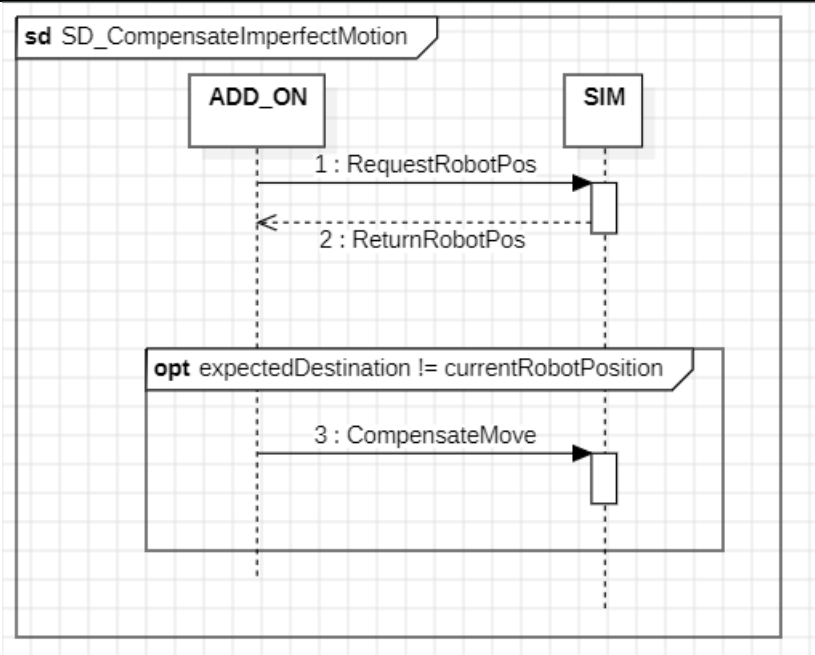 sd SD_CompensateImperfectMotion
ADD_ON
SIM
1 : RequestRobotPos
2 : ReturnRobotPos
opt expectedDestination != currentRobotPosition
3 : CompensateMove